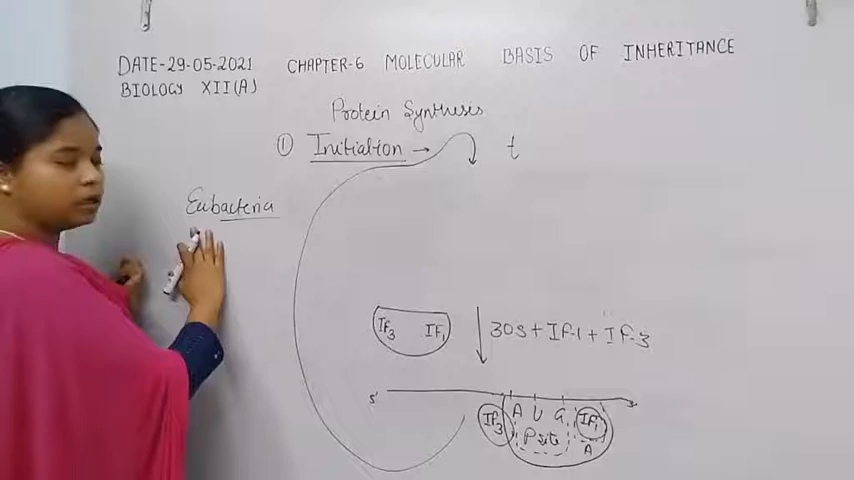 DATE-29-05-2021 CHAPTER-6 MOLECULAR BASIS OF INHERITANCE
BIOLOGY XII(A)
Protein Synthesis
① Initiation → t
Eubacteria
IF3 IF1
30s + IF-1 + IF-3
5' 3'
IF3 A U G IF1
P site
A